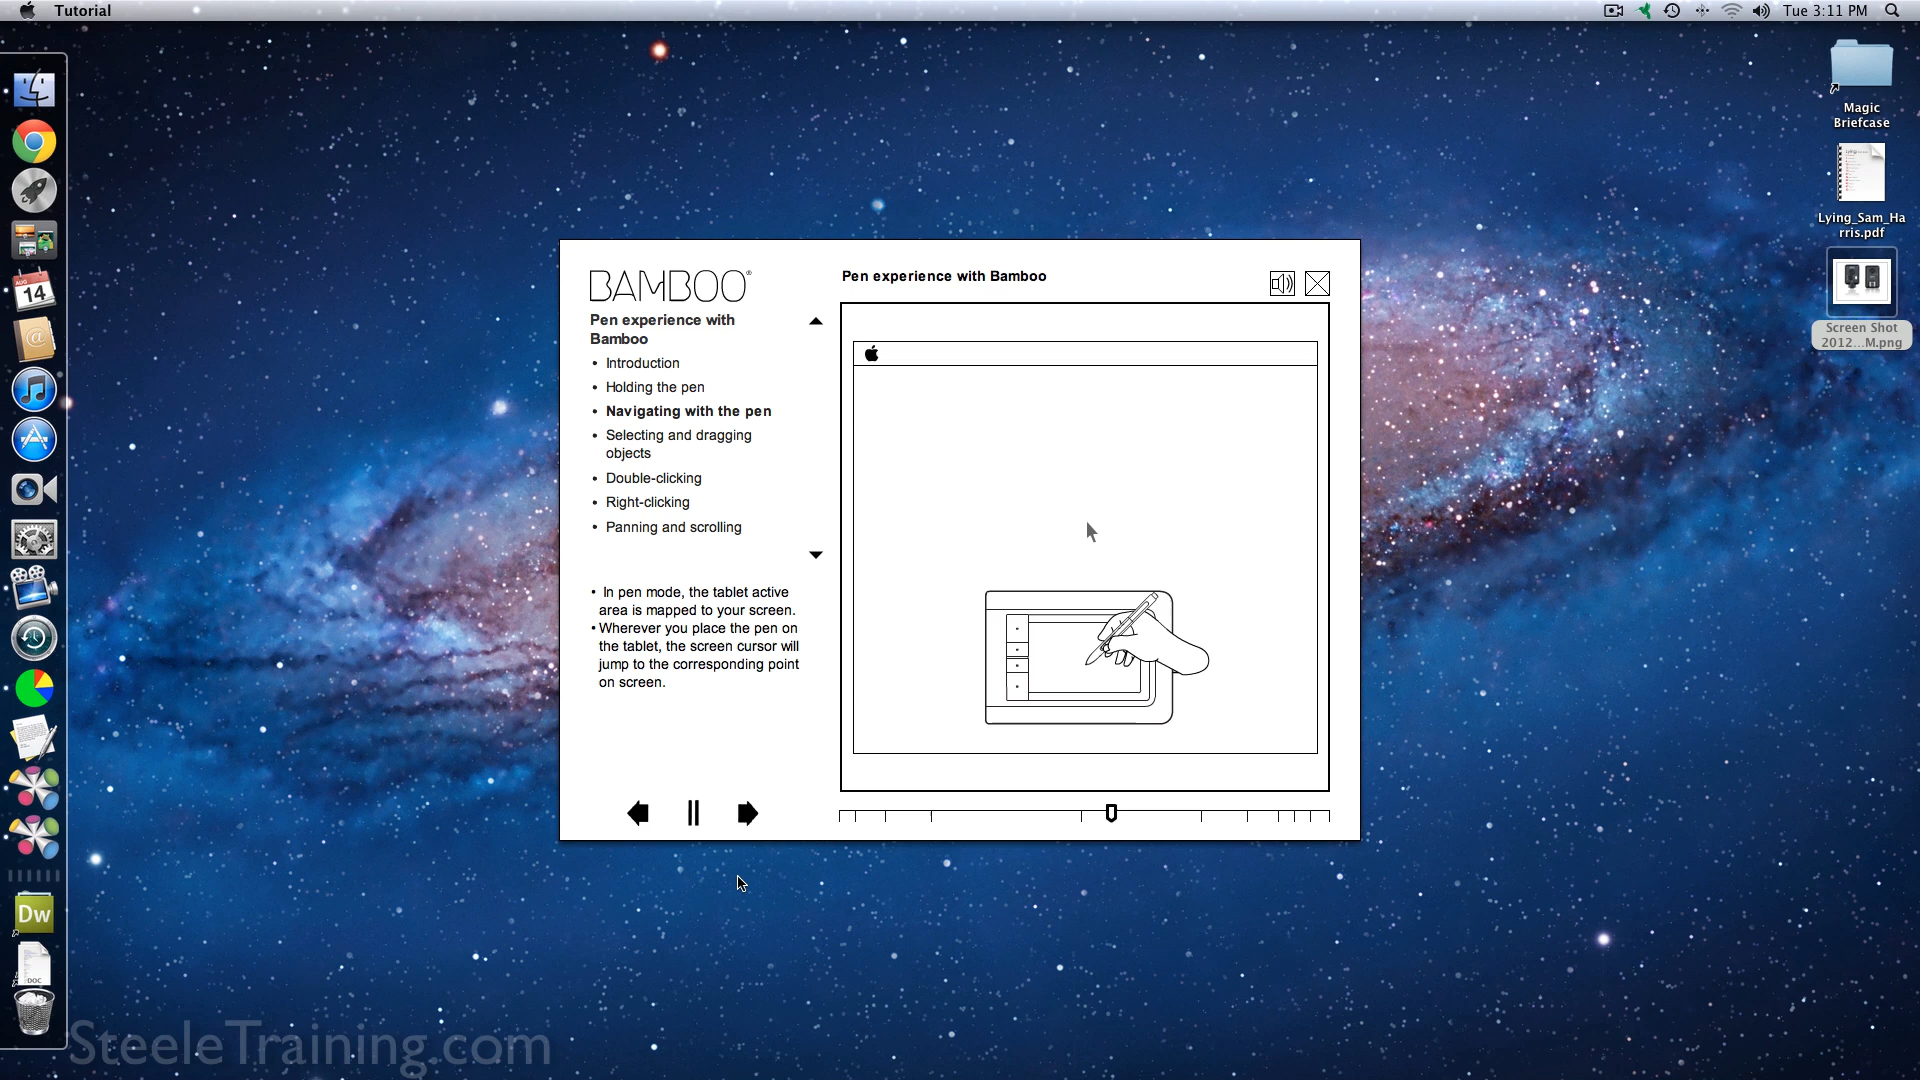 Tutorial
Tue 3:11 PM
Magic
Briefcase
Lying_Sam_Ha
rris.pdf
Screen Shot
2012...M.png
AUG
14
Dw
DOC
BAMBOO®
Pen experience with
Bamboo
• Introduction
• Holding the pen
• Navigating with the pen
• Selecting and dragging
objects
• Double-clicking
• Right-clicking
• Panning and scrolling
• In pen mode, the tablet active
area is mapped to your screen.
• Wherever you place the pen on
the tablet, the screen cursor will
jump to the corresponding point
on screen.
Pen experience with Bamboo
SteeleTraining.com